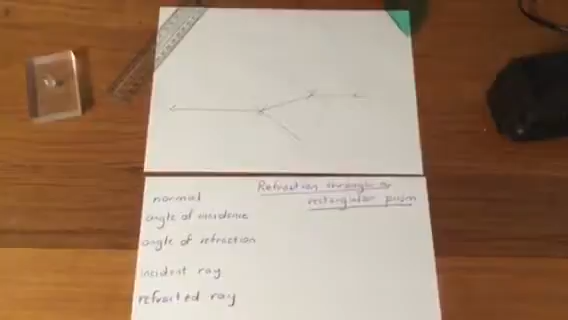 Refraction through a
rectangular prism
normal
angle of incidence
angle of refraction
incident ray
refracted ray